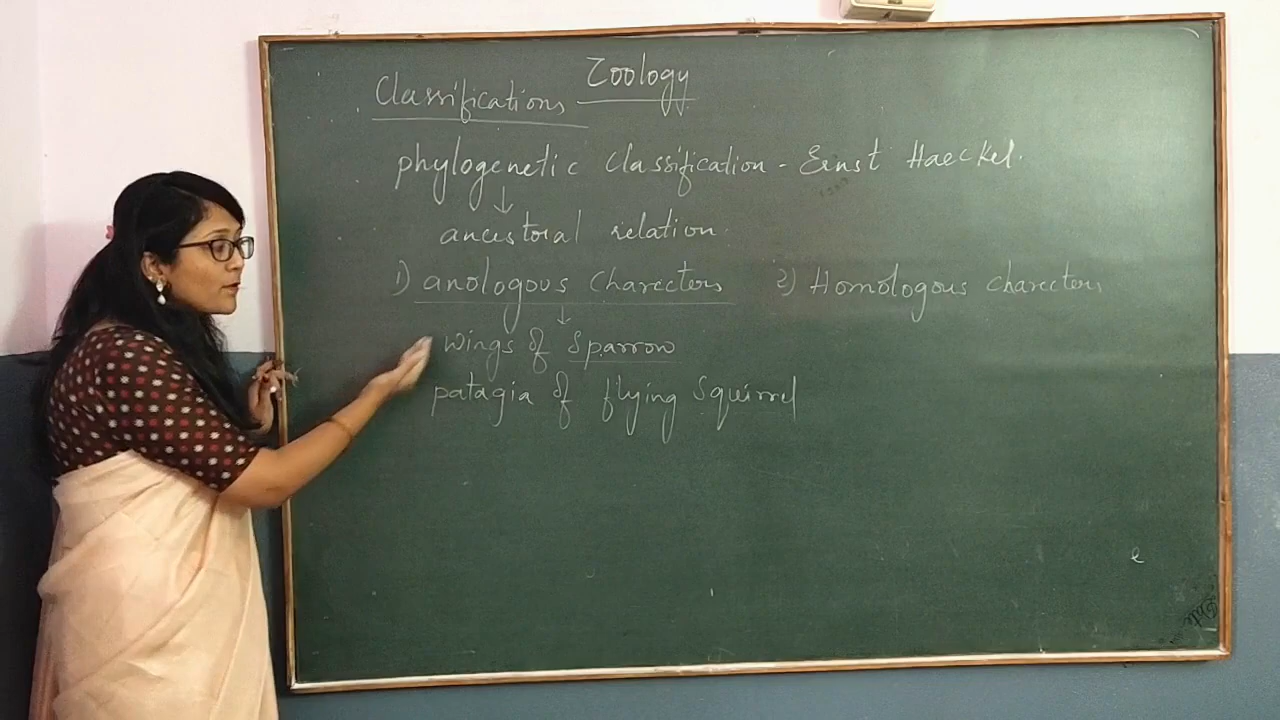 Zoology
Classifications
phylogenetic classification - Ernst Haeckel.
↓
ancestoral relation.
1) anologous charecters 2) Homologous charecters
↓
wings of sparrow
patagia of flying squirrel
e